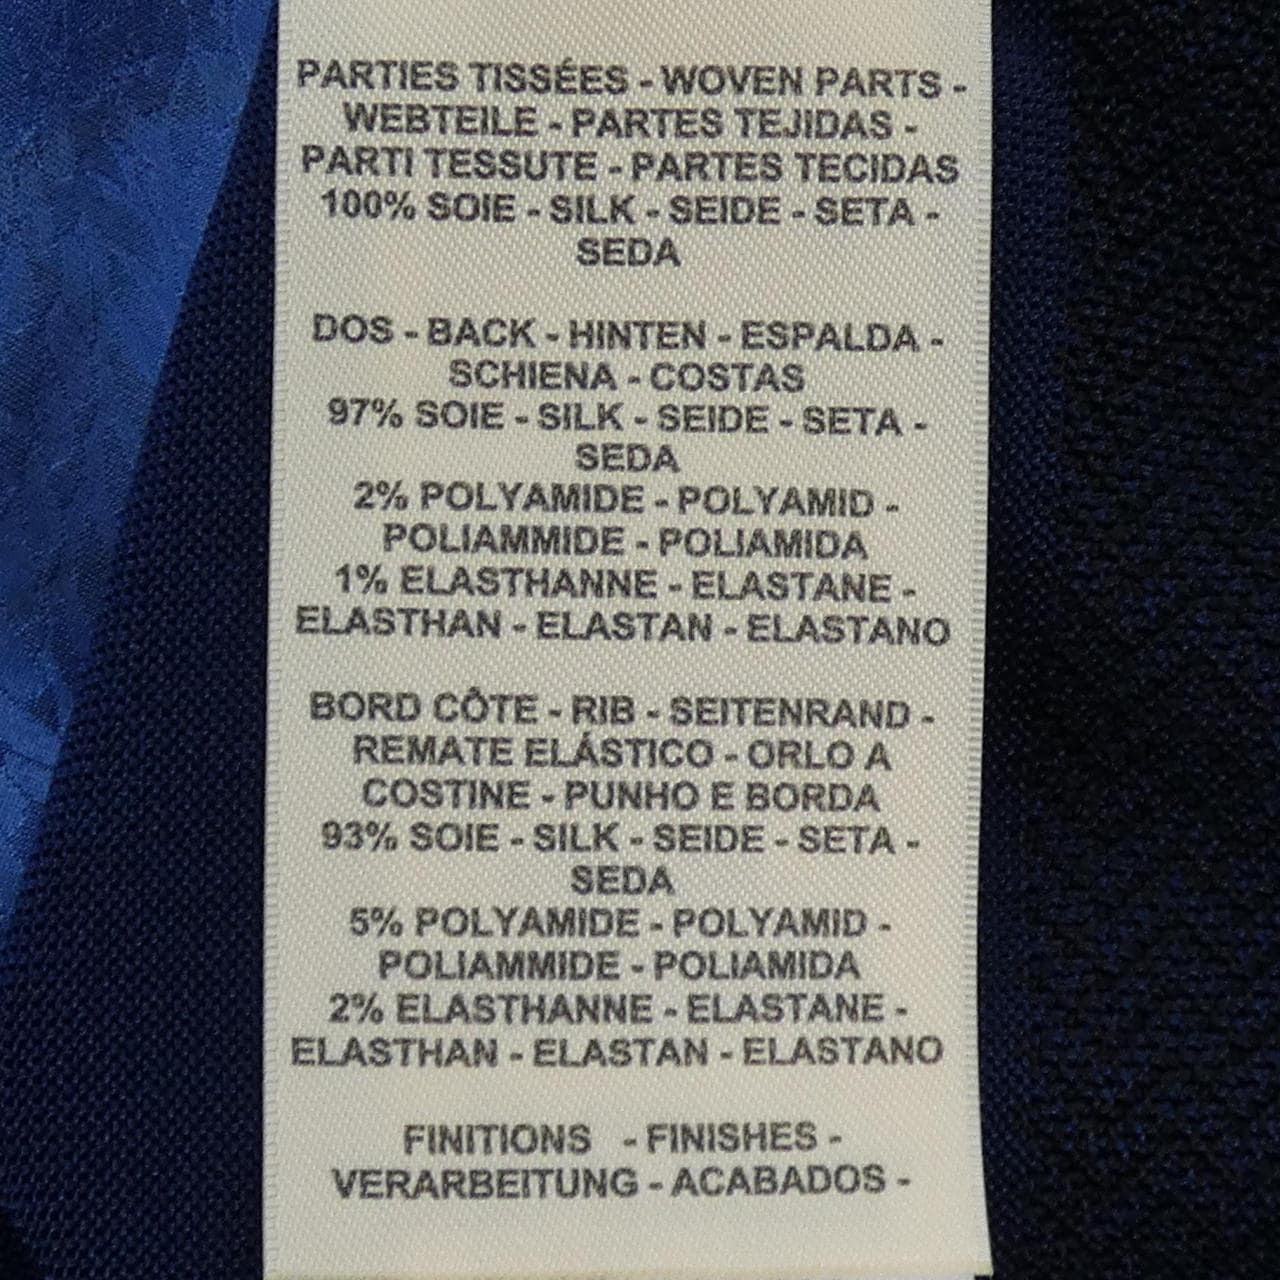 PARTIES TISSÉES - WOVEN PARTS -
WEBTEILE - PARTES TEJIDAS -
PARTI TESSUTE - PARTES TECIDAS
100% SOIE - SILK - SEIDE - SETA -
SEDA
DOS - BACK - HINTEN - ESPALDA -
SCHIENA - COSTAS
97% SOIE - SILK - SEIDE - SETA -
SEDA
2% POLYAMIDE - POLYAMID -
POLIAMMIDE - POLIAMIDA
1% ELASTHANNE - ELASTANE -
ELASTHAN - ELASTAN - ELASTANO
BORD CÔTE - RIB - SEITENRAND -
REMATE ELÁSTICO - ORLO A
COSTINE - PUNHO E BORDA
93% SOIE - SILK - SEIDE - SETA -
SEDA
5% POLYAMIDE - POLYAMID -
POLIAMMIDE - POLIAMIDA
2% ELASTHANNE - ELASTANE -
ELASTHAN - ELASTAN - ELASTANO
FINITIONS - FINISHES -
VERARBEITUNG - ACABADOS -